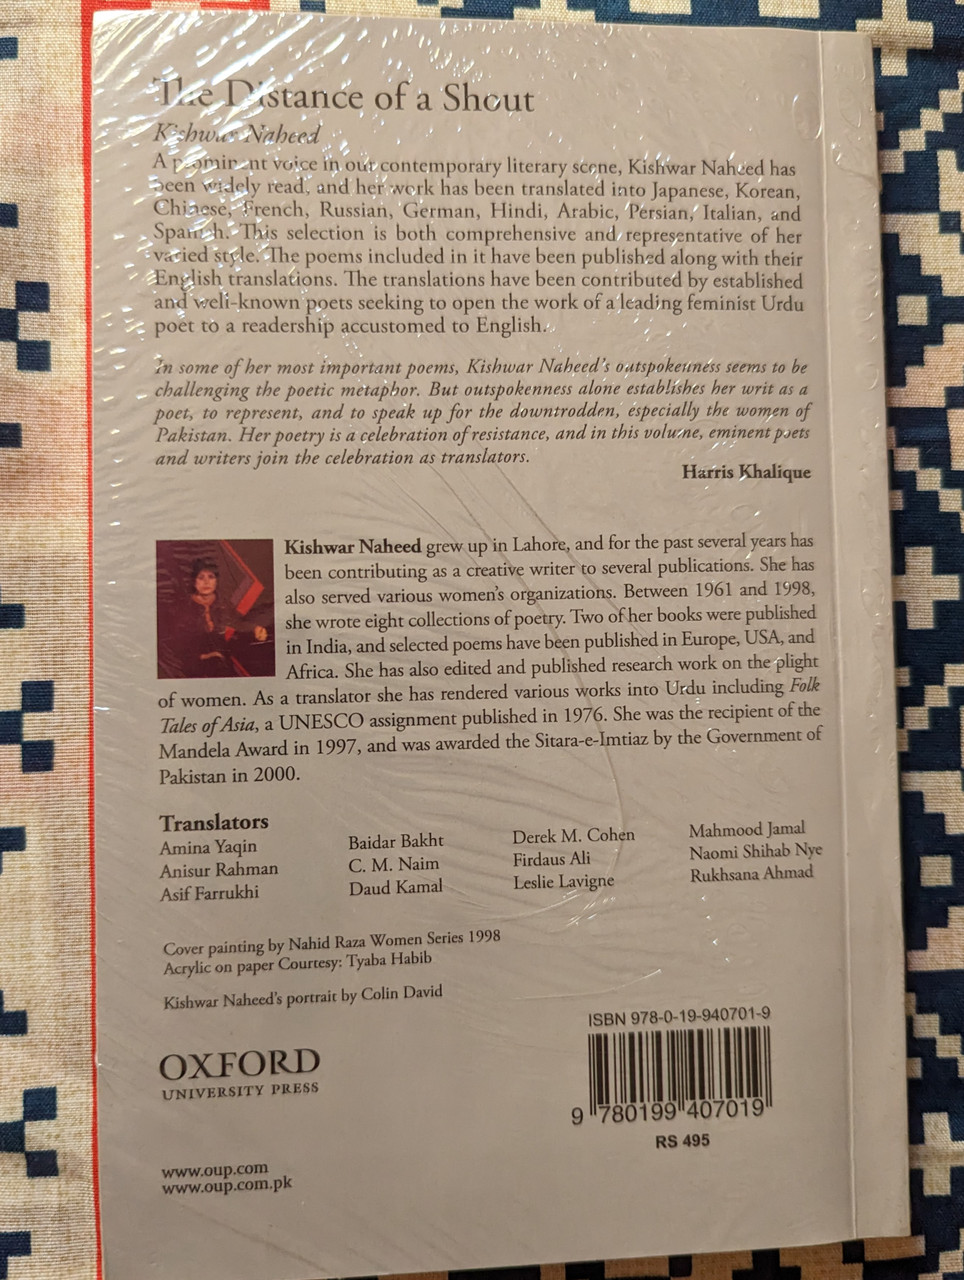 The Distance of a Shout
Kishwar Naheed
A prominent voice in our contemporary literary scene, Kishwar Naheed has
been widely read, and her work has been translated into Japanese, Korean,
Chinese, French, Russian, German, Hindi, Arabic, Persian, Italian, and
Spanish. This selection is both comprehensive and representative of her
varied style. The poems included in it have been published along with their
English translations. The translations have been contributed by established
and well-known poets seeking to open the work of a leading feminist Urdu
poet to a readership accustomed to English.
In some of her most important poems, Kishwar Naheed's outspokenness seems to be
challenging the poetic metaphor. But outspokenness alone establishes her writ as a
poet, to represent, and to speak up for the downtrodden, especially the women of
Pakistan. Her poetry is a celebration of resistance, and in this volume, eminent poets
and writers join the celebration as translators.
Harris Khalique
Kishwar Naheed grew up in Lahore, and for the past several years has
been contributing as a creative writer to several publications. She has
also served various women's organizations. Between 1961 and 1998,
she wrote eight collections of poetry. Two of her books were published
in India, and selected poems have been published in Europe, USA, and
Africa. She has also edited and published research work on the plight
of women. As a translator she has rendered various works into Urdu including Folk
Tales of Asia, a UNESCO assignment published in 1976. She was the recipient of the
Mandela Award in 1997, and was awarded the Sitara-e-Imtiaz by the Government of
Pakistan in 2000.
Translators
Amina Yaqin
Anisur Rahman
Asif Farrukhi
Baidar Bakht
C. M. Naim
Daud Kamal
Derek M. Cohen
Firdaus Ali
Leslie Lavigne
Mahmood Jamal
Naomi Shihab Nye
Rukhsana Ahmad
Cover painting by Nahid Raza Women Series 1998
Acrylic on paper Courtesy: Tyaba Habib
Kishwar Naheed's portrait by Colin David
OXFORD
UNIVERSITY PRESS
www.oup.com
www.oup.com.pk
ISBN 978-0-19-940701-9
9 780199 407019
RS 495